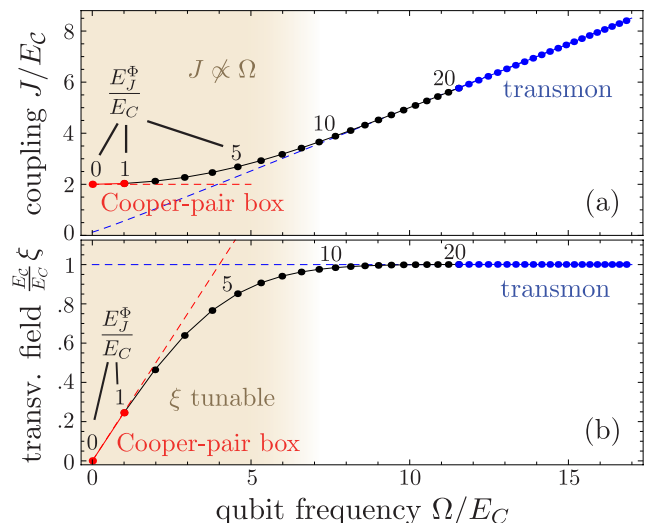 8
6
4
2
0
coupling J/E_𝒞
J ∝̸ Ω
E_J^Φ
E_C
0 1 5 10 20
transmon
Cooper-pair box
(a)
1
.8
.6
.4
.2
0
transv. field E_𝒞/E_C ξ
E_J^Φ
E_C
0 1 5 10 20
transmon
ξ tunable
Cooper-pair box
(b)
0 5 10 15
qubit frequency Ω/E_C